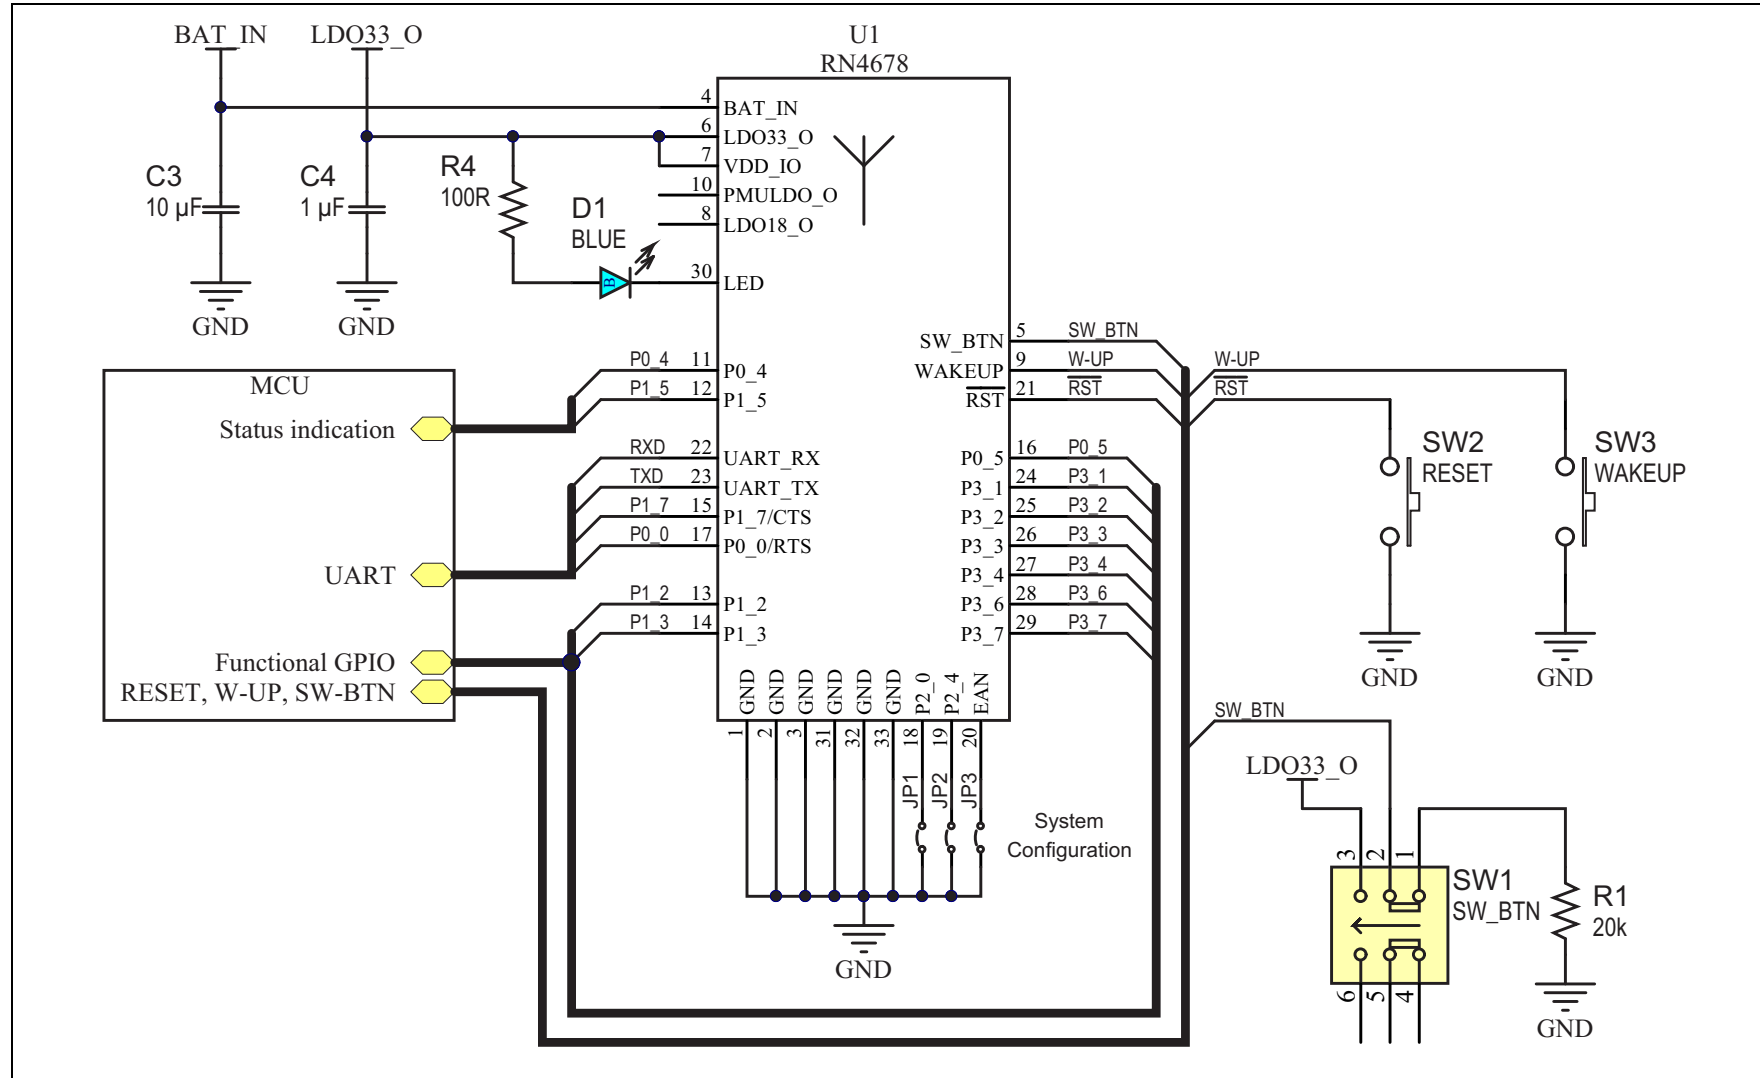 BAT_IN
LDO33_O
U1
RN4678
4
BAT_IN
6
LDO33_O
7
VDD_IO
10
PMULDO_O
8
LDO18_O
30
LED
C3
10 µF
C4
1 µF
R4
100R
D1
BLUE
B
GND
GND
MCU
Status indication
UART
Functional GPIO
RESET, W-UP, SW-BTN
P0_4
11
P0_4
P1_5
12
P1_5
RXD
22
UART_RX
TXD
23
UART_TX
P1_7
15
P1_7/CTS
P0_0
17
P0_0/RTS
P1_2
13
P1_2
P1_3
14
P1_3
SW_BTN
5
SW_BTN
WAKEUP
9
W-UP
RST
21
RST
P0_5
16
P0_5
P3_1
24
P3_1
P3_2
25
P3_2
P3_3
26
P3_3
P3_4
27
P3_4
P3_6
28
P3_6
P3_7
29
P3_7
W-UP
RST
SW2
RESET
SW3
WAKEUP
GND
GND
GND
GND
GND
GND
GND
GND
P2_0
P2_4
EAN
1
2
3
31
32
33
18
19
20
JP1
JP2
JP3
System
Configuration
GND
SW_BTN
LDO33_O
3
2
1
SW1
SW_BTN
6
5
4
R1
20k
GND